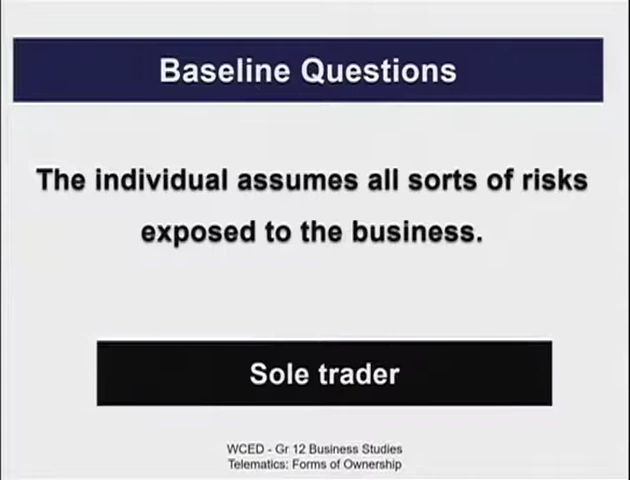 Baseline Questions
The individual assumes all sorts of risks
exposed to the business.
Sole trader
WCED - Gr 12 Business Studies
Telematics: Forms of Ownership